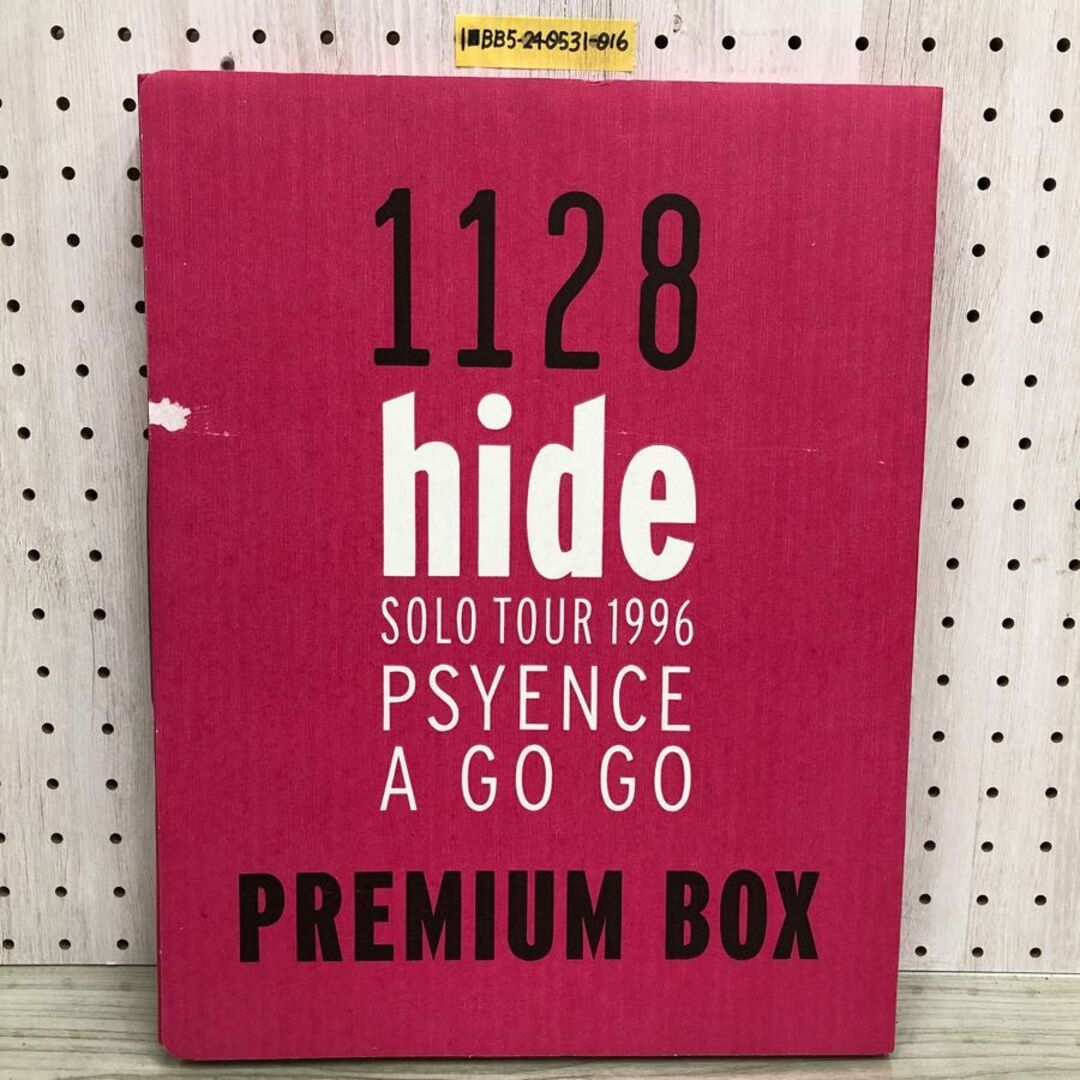 1■BB5-240531-016
1128
hide
SOLO TOUR 1996
PSYENCE
A GO GO
PREMIUM BOX